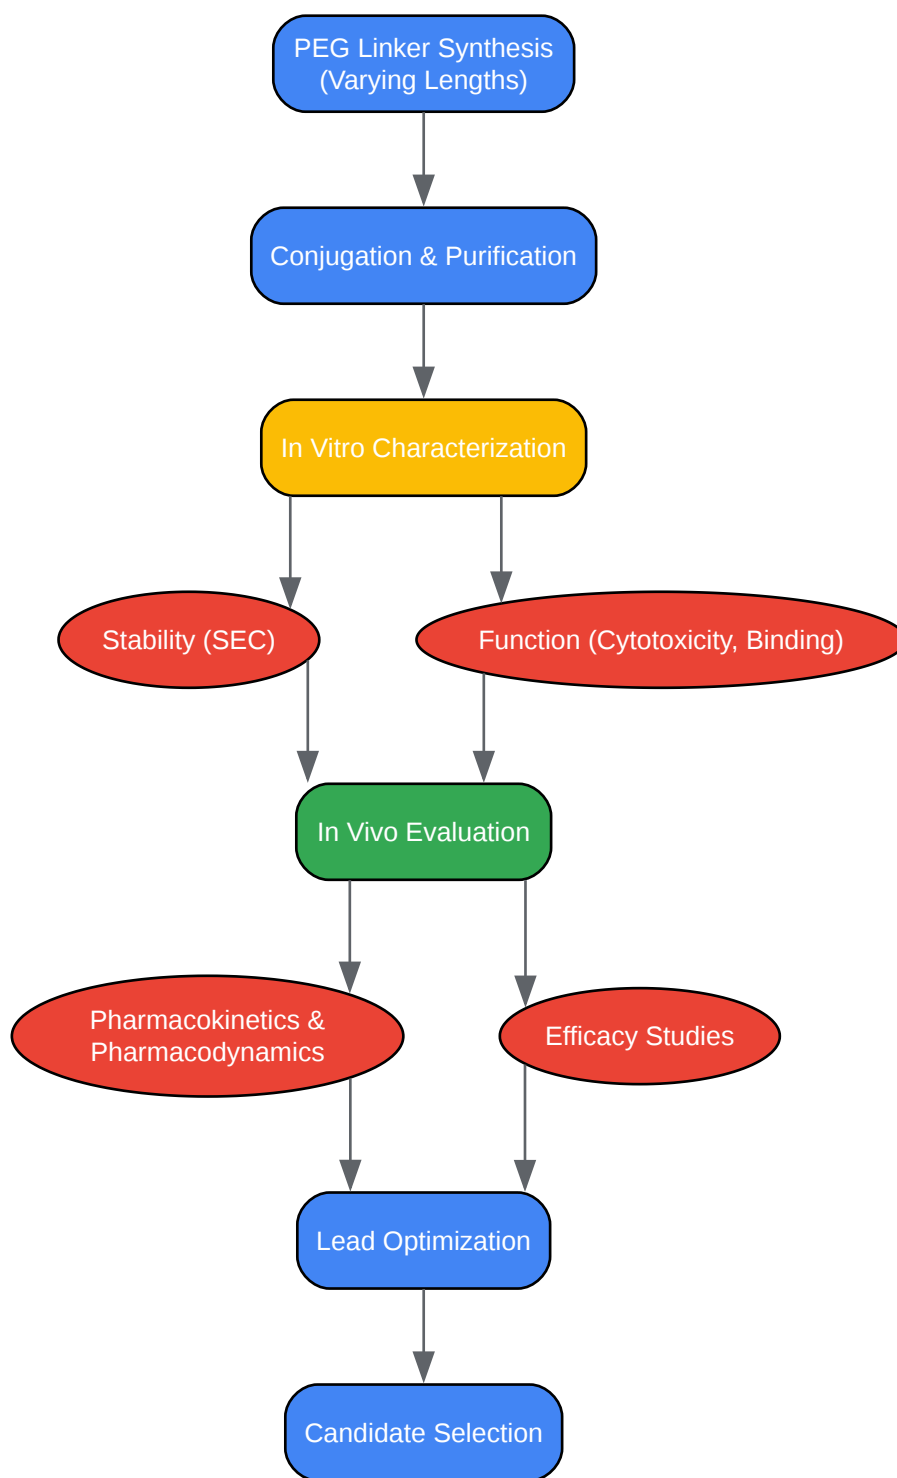 PEG Linker Synthesis
(Varying Lengths)
Conjugation & Purification
In Vitro Characterization
Stability (SEC)
Function (Cytotoxicity, Binding)
In Vivo Evaluation
Pharmacokinetics &
Pharmacodynamics
Efficacy Studies
Lead Optimization
Candidate Selection